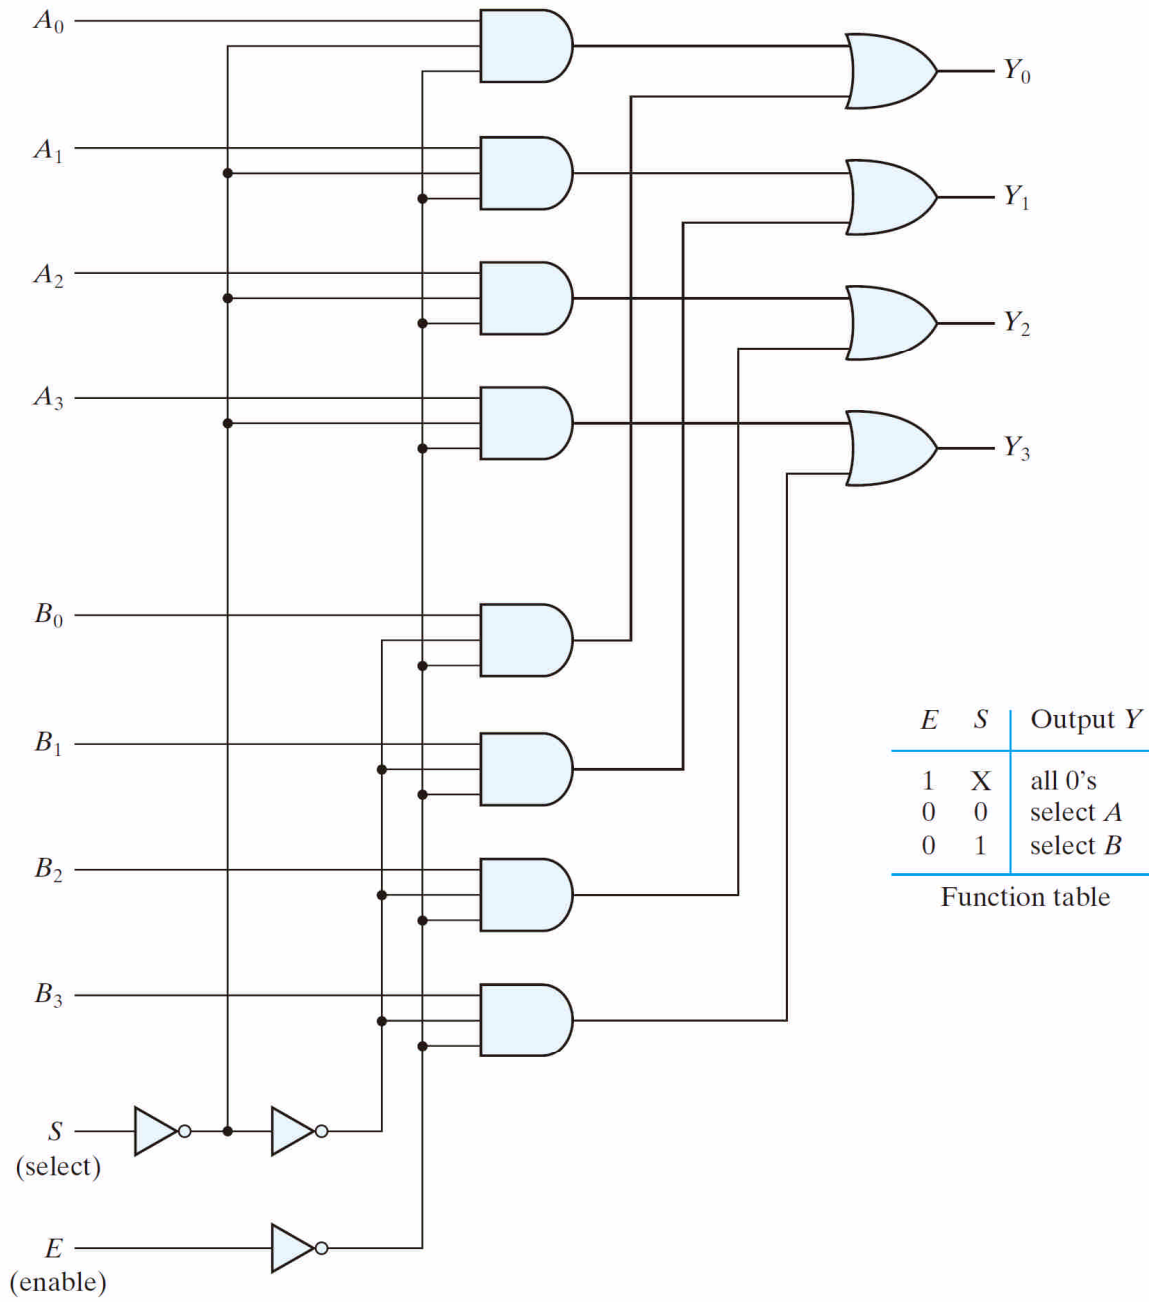 A₀
Y₀
A₁
Y₁
A₂
Y₂
A₃
Y₃
B₀
B₁
E S Output Y
1 X all 0's
0 0 select A
0 1 select B
B₂
Function table
B₃
S
(select)
E
(enable)